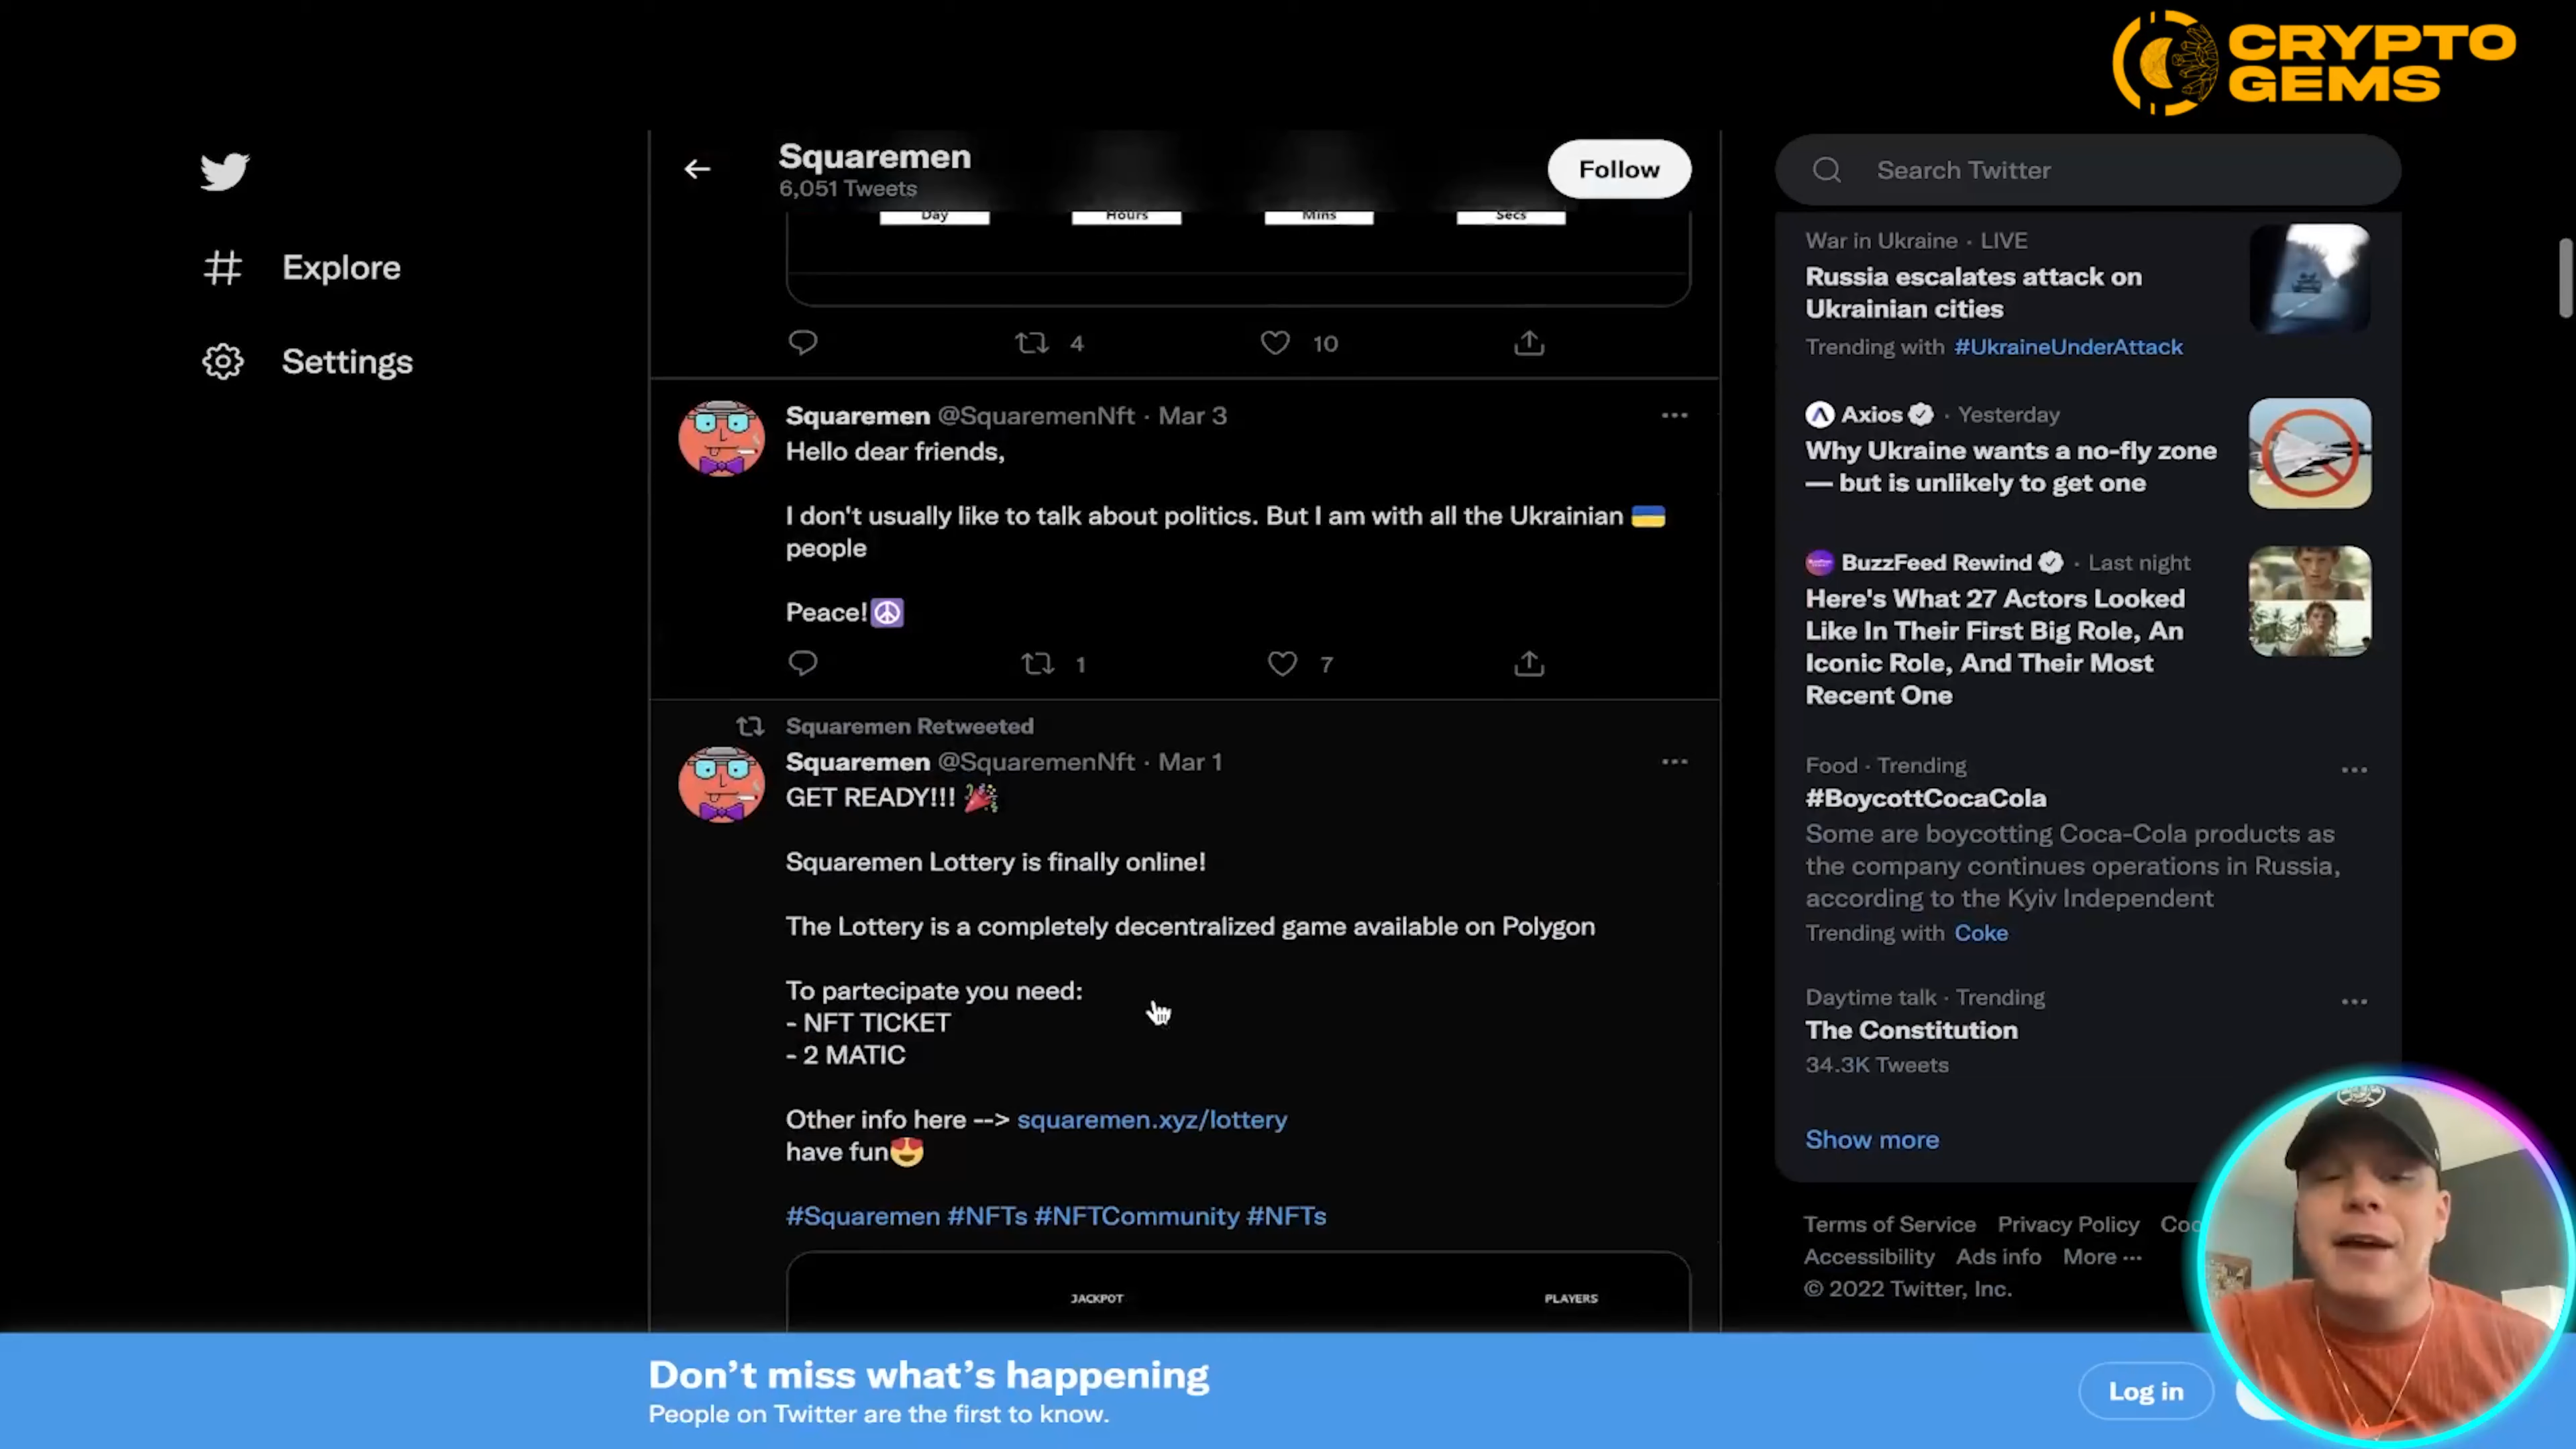 CRYPTO
GEMS
Squaremen
6,051 Tweets
Follow
Search Twitter
Explore
Settings
Day Hours Mins Secs
4 10
Squaremen @SquaremenNft · Mar 3
Hello dear friends,
I don't usually like to talk about politics. But I am with all the Ukrainian 🇺🇦
people
Peace!☮️
1 7
Squaremen Retweeted
Squaremen @SquaremenNft · Mar 1
GET READY!!! 🎉
Squaremen Lottery is finally online!
The Lottery is a completely decentralized game available on Polygon
To partecipate you need:
- NFT TICKET
- 2 MATIC
Other info here --> squaremen.xyz/lottery
have fun😍
#Squaremen #NFTs #NFTCommunity #NFTs
JACKPOT PLAYERS
War in Ukraine · LIVE
Russia escalates attack on
Ukrainian cities
Trending with #UkraineUnderAttack
Axios · Yesterday
Why Ukraine wants a no-fly zone
— but is unlikely to get one
BuzzFeed Rewind · Last night
Here's What 27 Actors Looked
Like In Their First Big Role, An
Iconic Role, And Their Most
Recent One
Food · Trending
#BoycottCocaCola
Some are boycotting Coca-Cola products as
the company continues operations in Russia,
according to the Kyiv Independent
Trending with Coke
Daytime talk · Trending
The Constitution
34.3K Tweets
Show more
Terms of Service Privacy Policy
Accessibility Ads info More ···
© 2022 Twitter, Inc.
Don't miss what's happening
People on Twitter are the first to know.
Log in